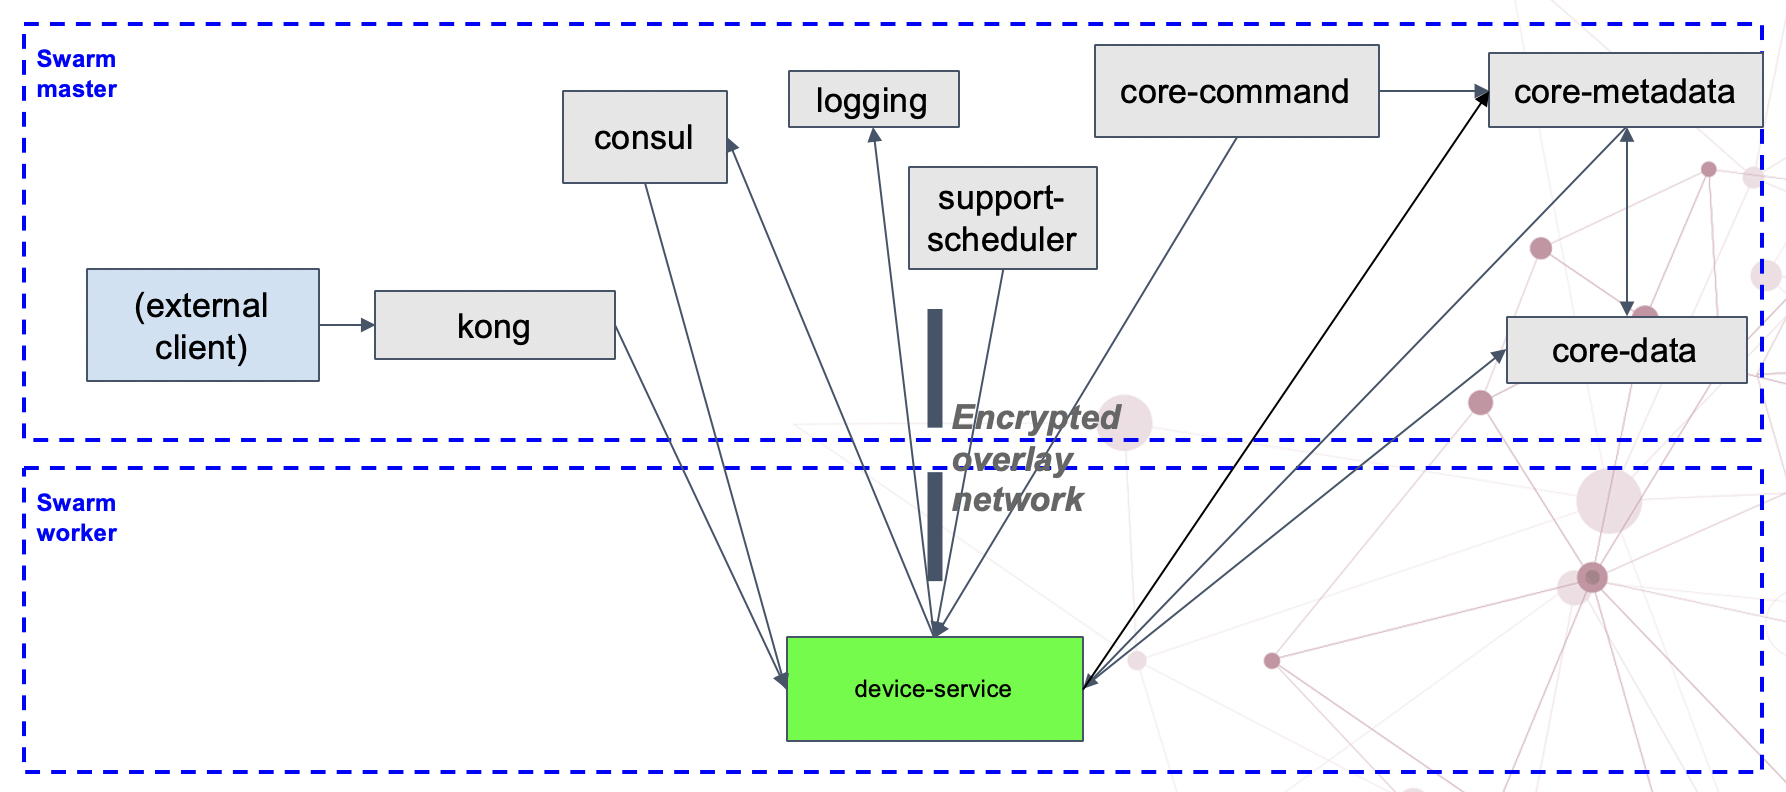 Swarm
master
consul
logging
support-
scheduler
core-command
core-metadata
(external
client)
kong
core-data
Encrypted
overlay
network
Swarm
worker
device-service